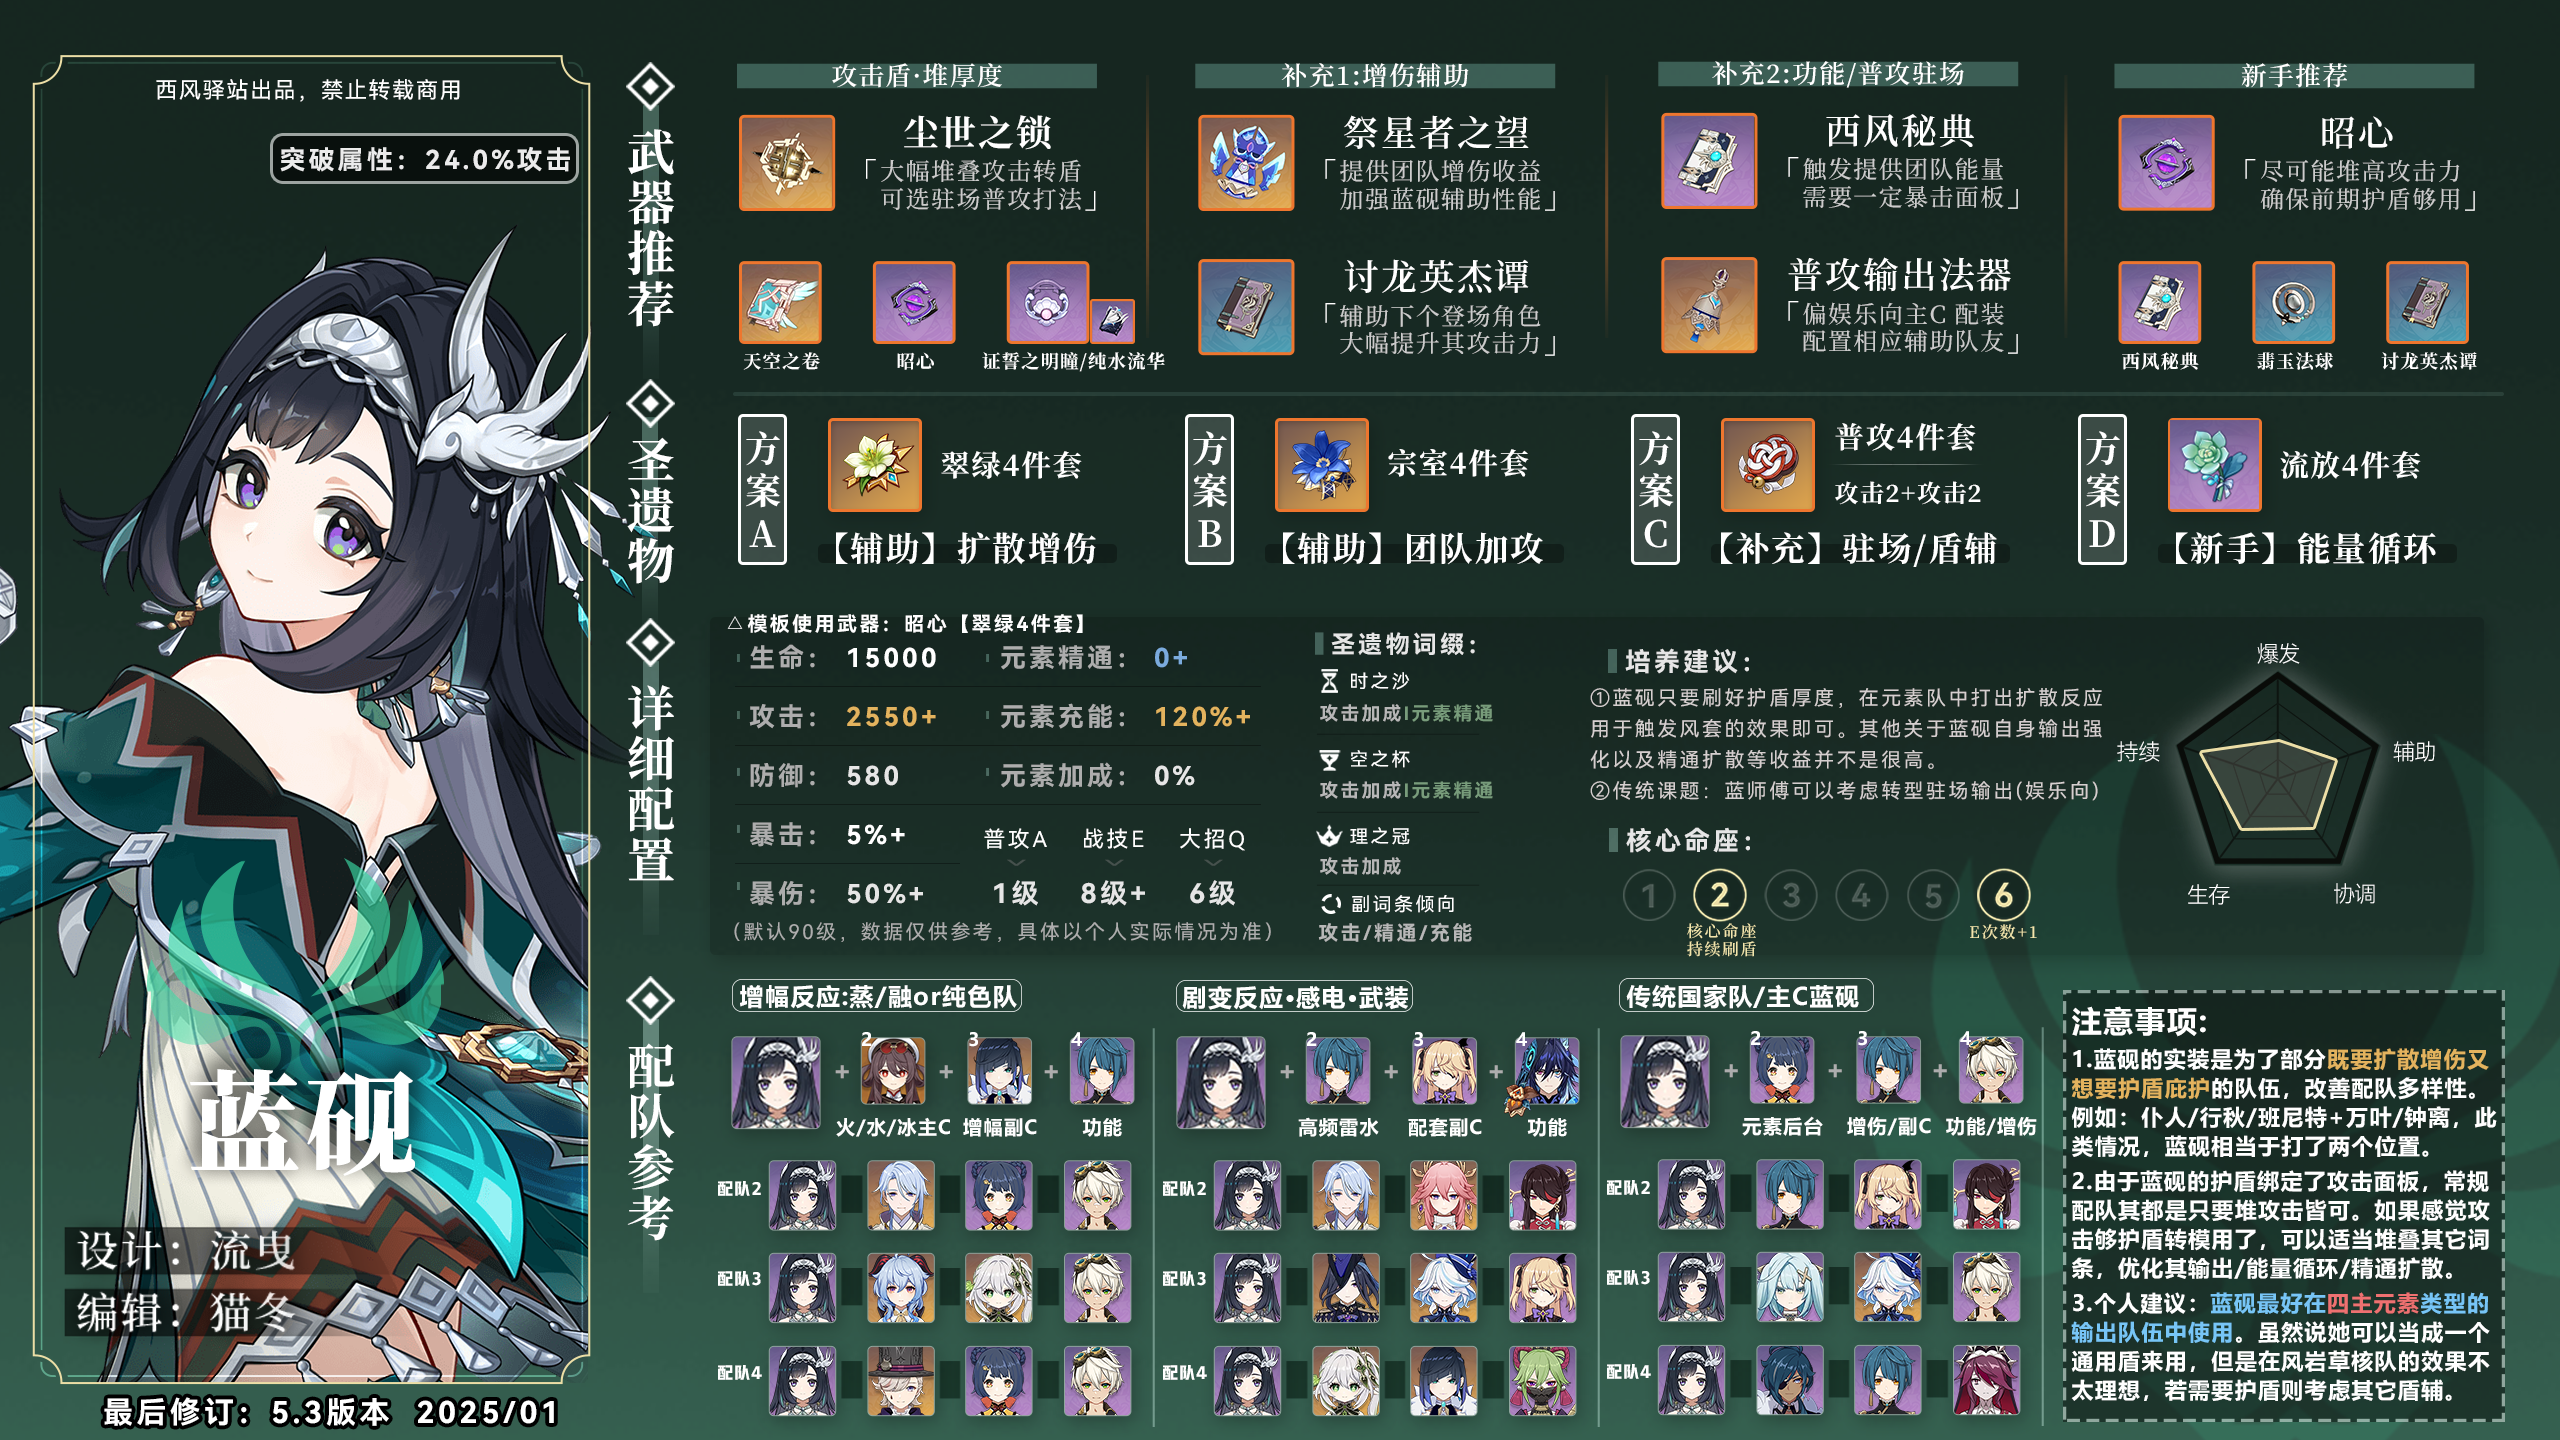 西风驿站出品，禁止转载商用
突破属性：24.0%攻击
蓝砚
设计：流曳
编辑：猫冬
最后修订：5.3版本 2025/01
武器推荐
攻击盾·堆厚度
尘世之锁
「大幅堆叠攻击转盾
可选驻场普攻打法」
天空之卷
昭心
证誓之明瞳/纯水流华
补充1:增伤辅助
祭星者之望
「提供团队增伤收益
加强蓝砚辅助性能」
讨龙英杰谭
「辅助下个登场角色
大幅提升其攻击力」
补充2:功能/普攻驻场
西风秘典
「触发提供团队能量
需要一定暴击面板」
普攻输出法器
「偏娱乐向主C 配装
配置相应辅助队友」
新手推荐
昭心
「尽可能堆高攻击力
确保前期护盾够用」
西风秘典
翡玉法球
讨龙英杰谭
圣遗物
方案A
翠绿4件套
【辅助】扩散增伤
方案B
宗室4件套
【辅助】团队加攻
方案C
普攻4件套
攻击2+攻击2
【补充】驻场/盾辅
方案D
流放4件套
【新手】能量循环
详细配置
△模板使用武器：昭心【翠绿4件套】
生命：15000 元素精通：0+
攻击：2550+ 元素充能：120%+
防御：580 元素加成：0%
暴击：5%+ 普攻A 战技E 大招Q
暴伤：50%+ 1级 8级+ 6级
(默认90级，数据仅供参考，具体以个人实际情况为准)
圣遗物词缀：
时之沙
攻击加成|元素精通
空之杯
攻击加成|元素精通
理之冠
攻击加成
副词条倾向
攻击/精通/充能
培养建议：
①蓝砚只要刷好护盾厚度，在元素队中打出扩散反应
用于触发风套的效果即可。其他关于蓝砚自身输出强
化以及精通扩散等收益并不是很高。
②传统课题：蓝师傅可以考虑转型驻场输出(娱乐向)
核心命座：
1 2 3 4 5 6
核心命座
持续刷盾
E次数+1
爆发
持续
辅助
生存
协调
配队参考
增幅反应:蒸/融or纯色队
+ 2 + 3 + 4
火/水/冰主C 增幅副C 功能
配队2
配队3
配队4
剧变反应·感电·武装
+ 2 + 3 + 4
高频雷水 配套副C 功能
配队2
配队3
配队4
传统国家队/主C蓝砚
+ 2 + 3 + 4
元素后台 增伤/副C 功能/增伤
配队2
配队3
配队4
注意事项:
1.蓝砚的实装是为了部分既要扩散增伤又
想要护盾庇护的队伍，改善配队多样性。
例如：仆人/行秋/班尼特+万叶/钟离，此
类情况，蓝砚相当于打了两个位置。
2.由于蓝砚的护盾绑定了攻击面板，常规
配队其都是只要堆攻击皆可。如果感觉攻
击够护盾转模用了，可以适当堆叠其它词
条，优化其输出/能量循环/精通扩散。
3.个人建议：蓝砚最好在四主元素类型的
输出队伍中使用。虽然说她可以当成一个
通用盾来用，但是在风岩草核队的效果不
太理想，若需要护盾则考虑其它盾辅。